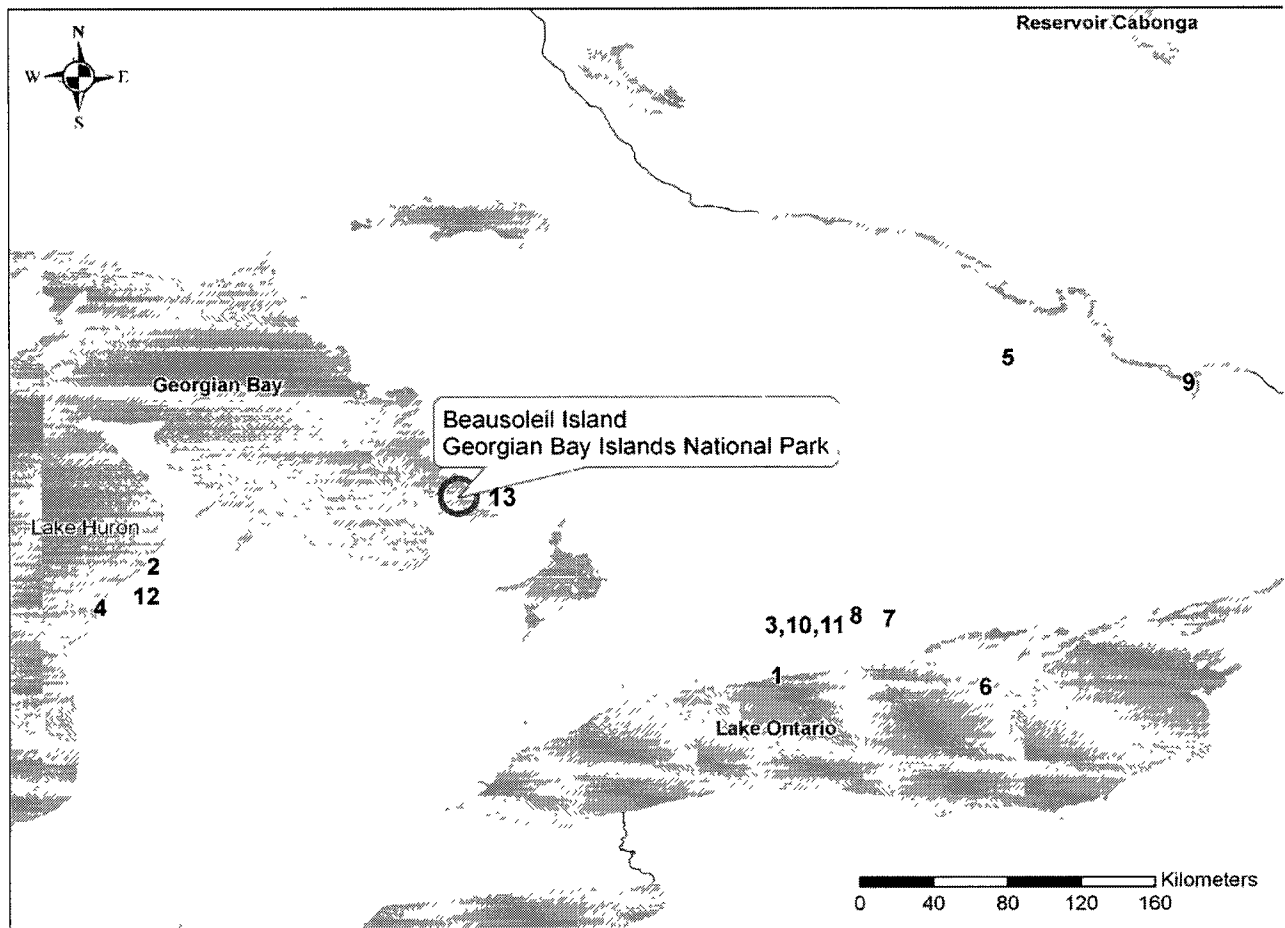 Reservoir Cabonga
N
W E
S
5
9
Georgian Bay
Beausoleil Island
Georgian Bay Islands National Park
13
Lake Huron
2
12
4
3,10,11 8 7
1
6
Lake Ontario
Kilometers
0 40 80 120 160